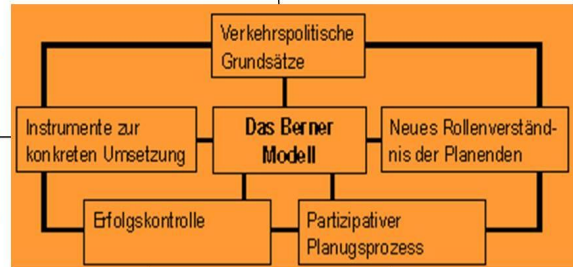 Verkehrspolitische
Grundsätze
Instrumente zur
konkreten Umsetzung
Das Berner
Modell
Neues Rollenverständ-
nis der Planenden
Erfolgskontrolle
Partizipativer
Planugsprozess